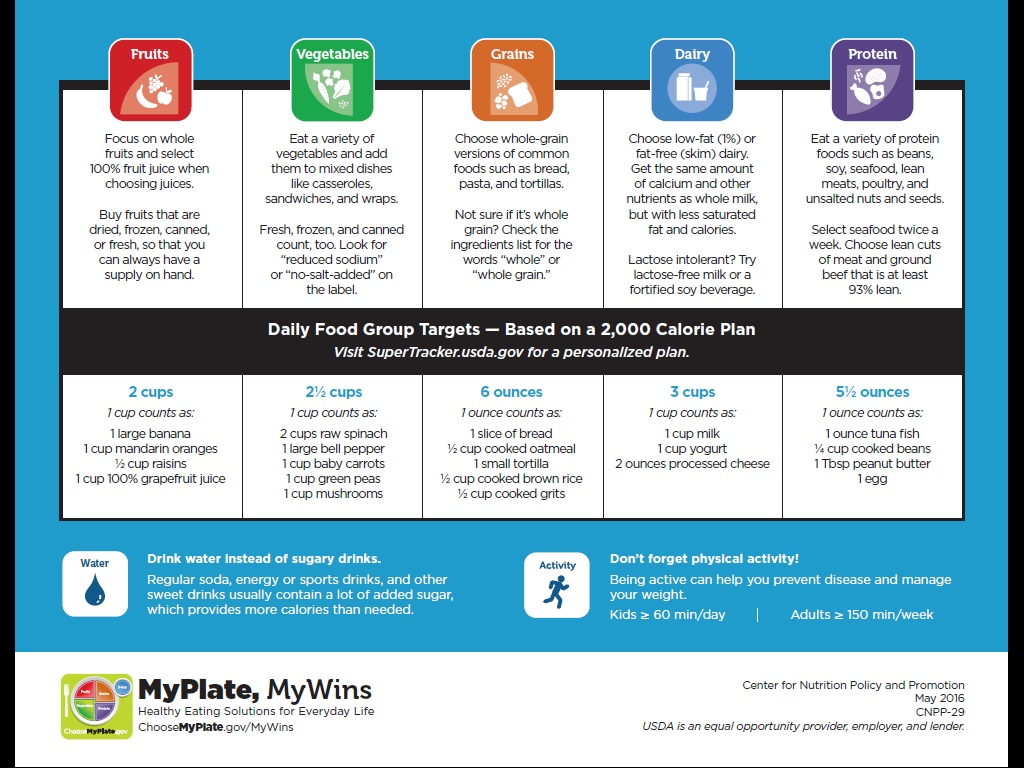 Fruits
Focus on whole
fruits and select
100% fruit juice when
choosing juices.
Buy fruits that are
dried, frozen, canned,
or fresh, so that you
can always have a
supply on hand.
Vegetables
Eat a variety of
vegetables and add
them to mixed dishes
like casseroles,
sandwiches, and wraps.
Fresh, frozen, and canned
count, too. Look for
“reduced sodium”
or “no-salt-added” on
the label.
Grains
Choose whole-grain
versions of common
foods such as bread,
pasta, and tortillas.
Not sure if it’s whole
grain? Check the
ingredients list for the
words “whole” or
“whole grain.”
Dairy
Choose low-fat (1%) or
fat-free (skim) dairy.
Get the same amount
of calcium and other
nutrients as whole milk,
but with less saturated
fat and calories.
Lactose intolerant? Try
lactose-free milk or a
fortified soy beverage.
Protein
Eat a variety of protein
foods such as beans,
soy, seafood, lean
meats, poultry, and
unsalted nuts and seeds.
Select seafood twice a
week. Choose lean cuts
of meat and ground
beef that is at least
93% lean.
Daily Food Group Targets — Based on a 2,000 Calorie Plan
Visit SuperTracker.usda.gov for a personalized plan.
2 cups
1 cup counts as:
1 large banana
1 cup mandarin oranges
½ cup raisins
1 cup 100% grapefruit juice
2½ cups
1 cup counts as:
2 cups raw spinach
1 large bell pepper
1 cup baby carrots
1 cup green peas
1 cup mushrooms
6 ounces
1 ounce counts as:
1 slice of bread
½ cup cooked oatmeal
1 small tortilla
½ cup cooked brown rice
½ cup cooked grits
3 cups
1 cup counts as:
1 cup milk
1 cup yogurt
2 ounces processed cheese
5½ ounces
1 ounce counts as:
1 ounce tuna fish
¼ cup cooked beans
1 Tbsp peanut butter
1 egg
Water
Drink water instead of sugary drinks.
Regular soda, energy or sports drinks, and other
sweet drinks usually contain a lot of added sugar,
which provides more calories than needed.
Activity
Don’t forget physical activity!
Being active can help you prevent disease and manage
your weight.
Kids ≥ 60 min/day | Adults ≥ 150 min/week
Fruits
Grains
Dairy
Vegetables
Protein
ChooseMyPlate.gov
MyPlate, MyWins
Healthy Eating Solutions for Everyday Life
ChooseMyPlate.gov/MyWins
Center for Nutrition Policy and Promotion
May 2016
CNPP-29
USDA is an equal opportunity provider, employer, and lender.